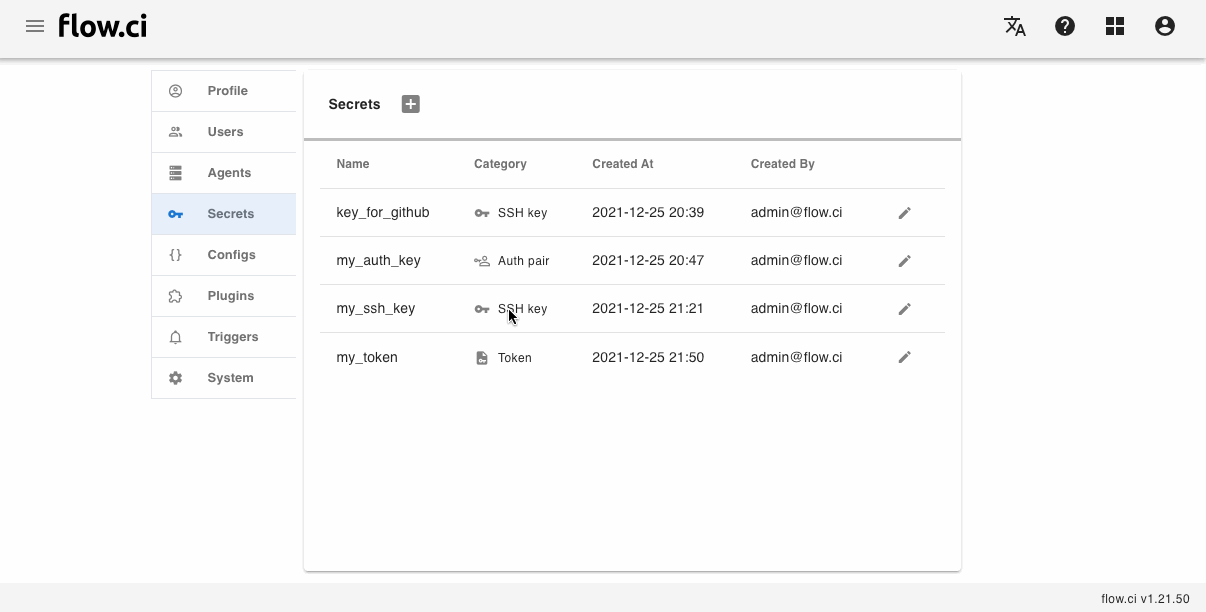 flow.ci
Profile
Users
Agents
Secrets
Configs
Plugins
Triggers
System
Secrets
Name Category Created At Created By
key_for_github SSH key 2021-12-25 20:39 admin@flow.ci
my_auth_key Auth pair 2021-12-25 20:47 admin@flow.ci
my_ssh_key SSH key 2021-12-25 21:21 admin@flow.ci
my_token Token 2021-12-25 21:50 admin@flow.ci
flow.ci v1.21.50